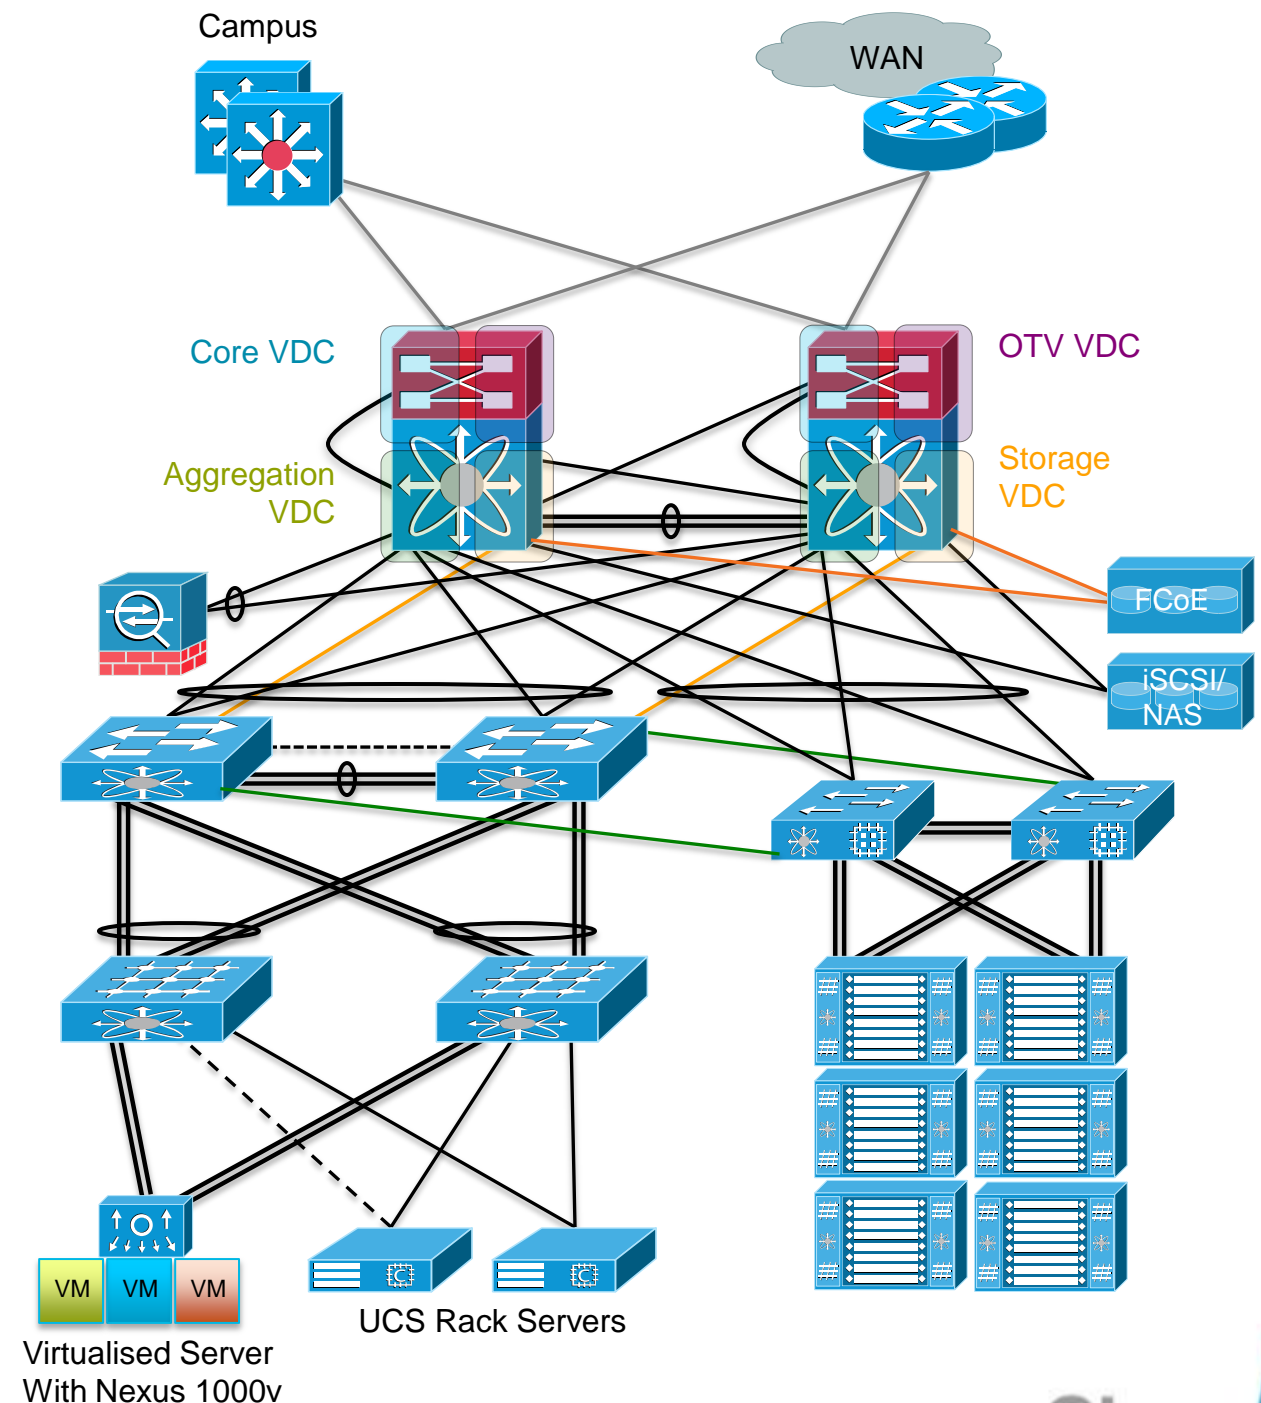 Campus
WAN
Core VDC
OTV VDC
Aggregation
VDC
Storage
VDC
FCoE
iSCSI/
NAS
VM
VM
VM
UCS Rack Servers
Virtualised Server
With Nexus 1000v